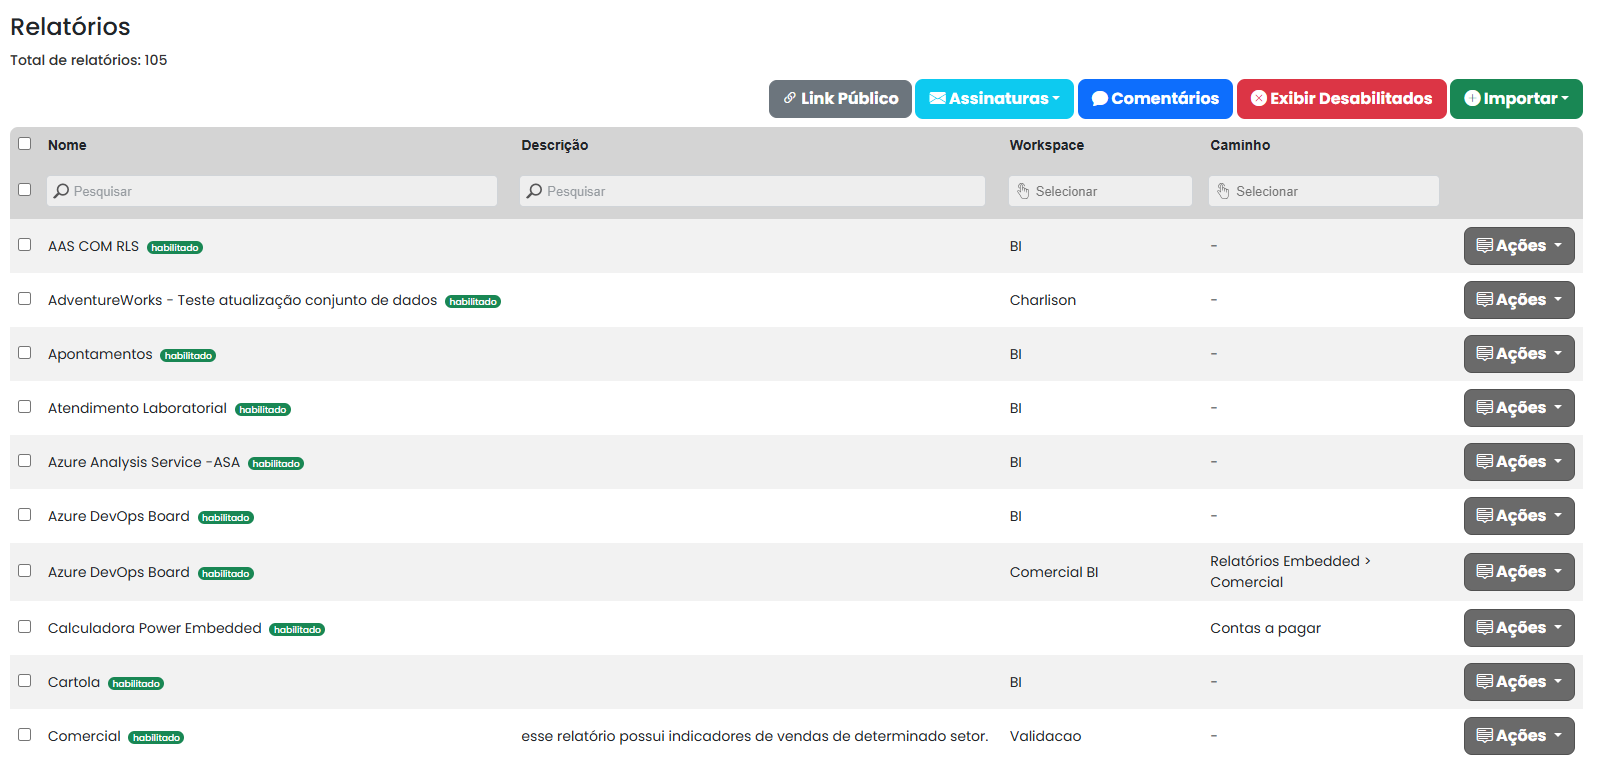 Relatórios
Total de relatórios: 105
Link Público Assinaturas Comentários Exibir Desabilitados Importar
Nome Descrição Workspace Caminho
Pesquisar Pesquisar Selecionar Selecionar
AAS COM RLS habilitado BI - Ações
AdventureWorks - Teste atualização conjunto de dados habilitado Charlison - Ações
Apontamentos habilitado BI - Ações
Atendimento Laboratorial habilitado BI - Ações
Azure Analysis Service -ASA habilitado BI - Ações
Azure DevOps Board habilitado BI - Ações
Azure DevOps Board habilitado Comercial BI Relatórios Embedded > Ações
Comercial
Calculadora Power Embedded habilitado Contas a pagar Ações
Cartola habilitado BI - Ações
Comercial habilitado esse relatório possui indicadores de vendas de determinado setor. Validacao - Ações